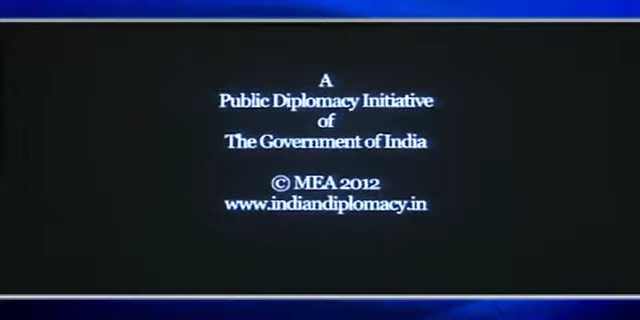 A
Public Diplomacy Initiative
of
The Government of India
© MEA 2012
www.indiandiplomacy.in